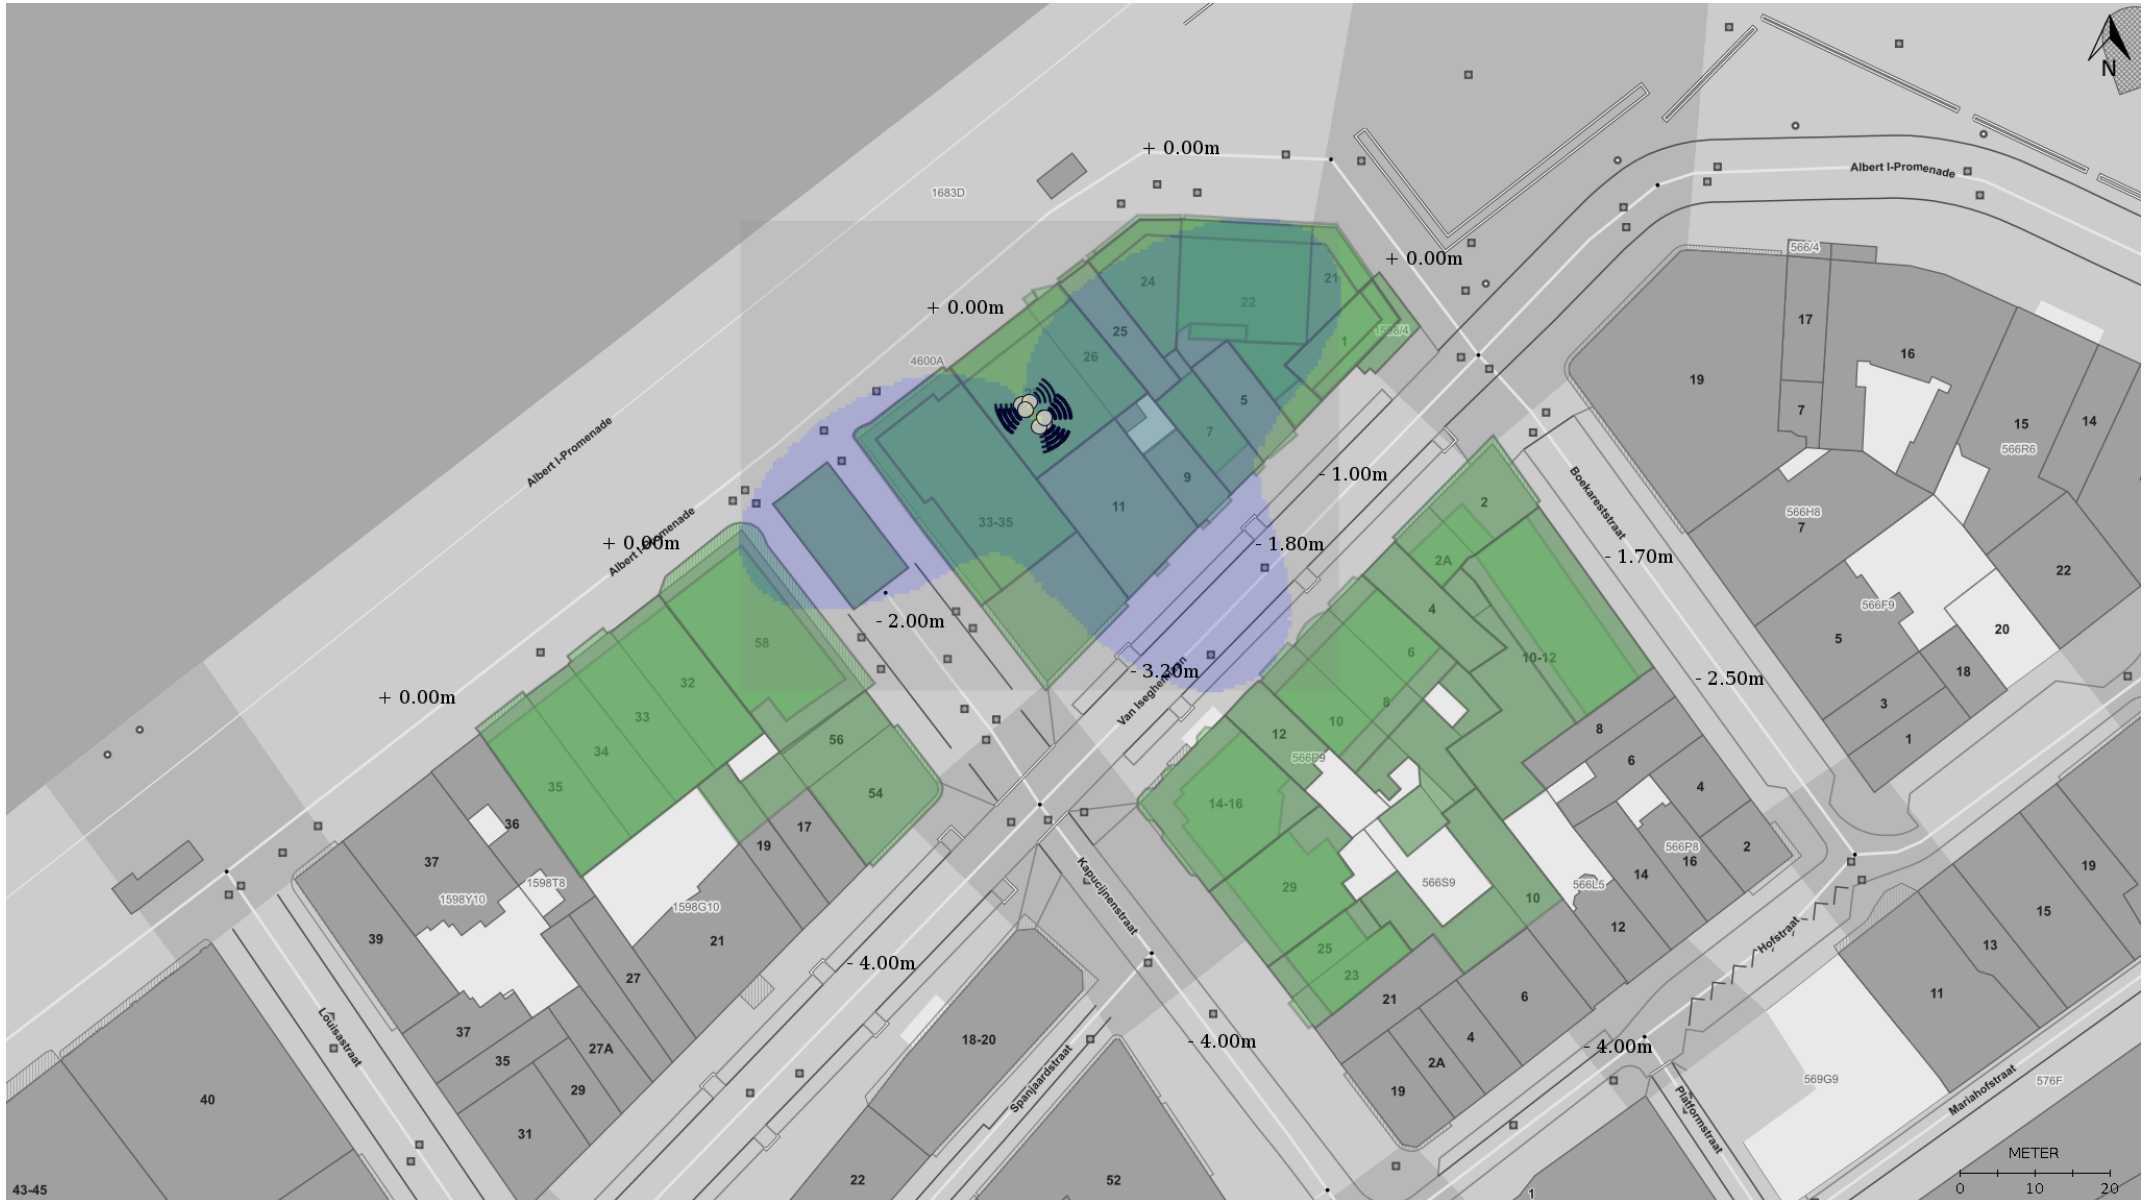 N
+ 0.00m
Albert I-Promenade
1683D
566/4
+ 0.00m
21
24
22
17
+ 0.00m
25
1
26
16
4600A
19
5
7
15
14
Albert I-Promenade
7
566R6
9
- 1.00m
2
11
Boekareststraat
566H8
33-35
7
Albert I-Promenade
+ 0.00m
- 1.80m
2A
- 1.70m
22
4
566F9
- 2.00m
20
58
5
6
10-12
- 3.20m
18
32
- 2.50m
+ 0.00m
8
3
33
10
8
12
56
1
34
6
566E9
35
4
54
14-16
36
17
2
19
566P8
37
16
19
14
1598T8
566S9
566L5
29
1598Y10
10
Kapucijnenstraat
1598G10
15
12
39
21
Hofstraat
13
25
- 4.00m
23
27
11
6
21
Louisastraat
37
4
- 4.00m
18-20
- 4.00m
27A
35
2A
569G9
576F
29
Spanjaardstraat
19
Mariahofstraat
40
Platformstraat
31
METER
22
52
43-45
1
0
10
20